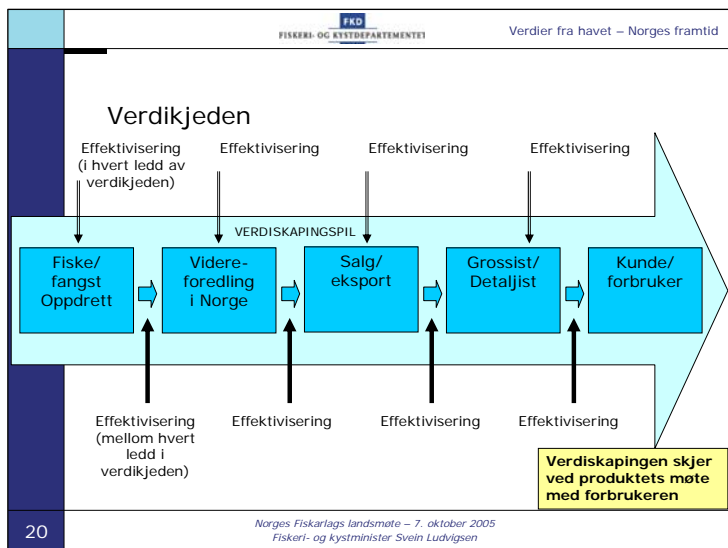 FKD
FISKERI- OG KYSTDEPARTEMENTET
Verdier fra havet – Norges framtid
Verdikjeden
Effektivisering
(i hvert ledd av
verdikjeden)
Effektivisering
Effektivisering
Effektivisering
VERDISKAPINGSPIL
Fiske/
fangst
Oppdrett
Videre-
foredling
i Norge
Salg/
eksport
Grossist/
Detaljist
Kunde/
forbruker
Effektivisering
(mellom hvert
ledd i
verdikjeden)
Effektivisering
Effektivisering
Effektivisering
Verdiskapingen skjer
ved produktets møte
med forbrukeren
20
Norges Fiskarlags landsmøte – 7. oktober 2005
Fiskeri- og kystminister Svein Ludvigsen